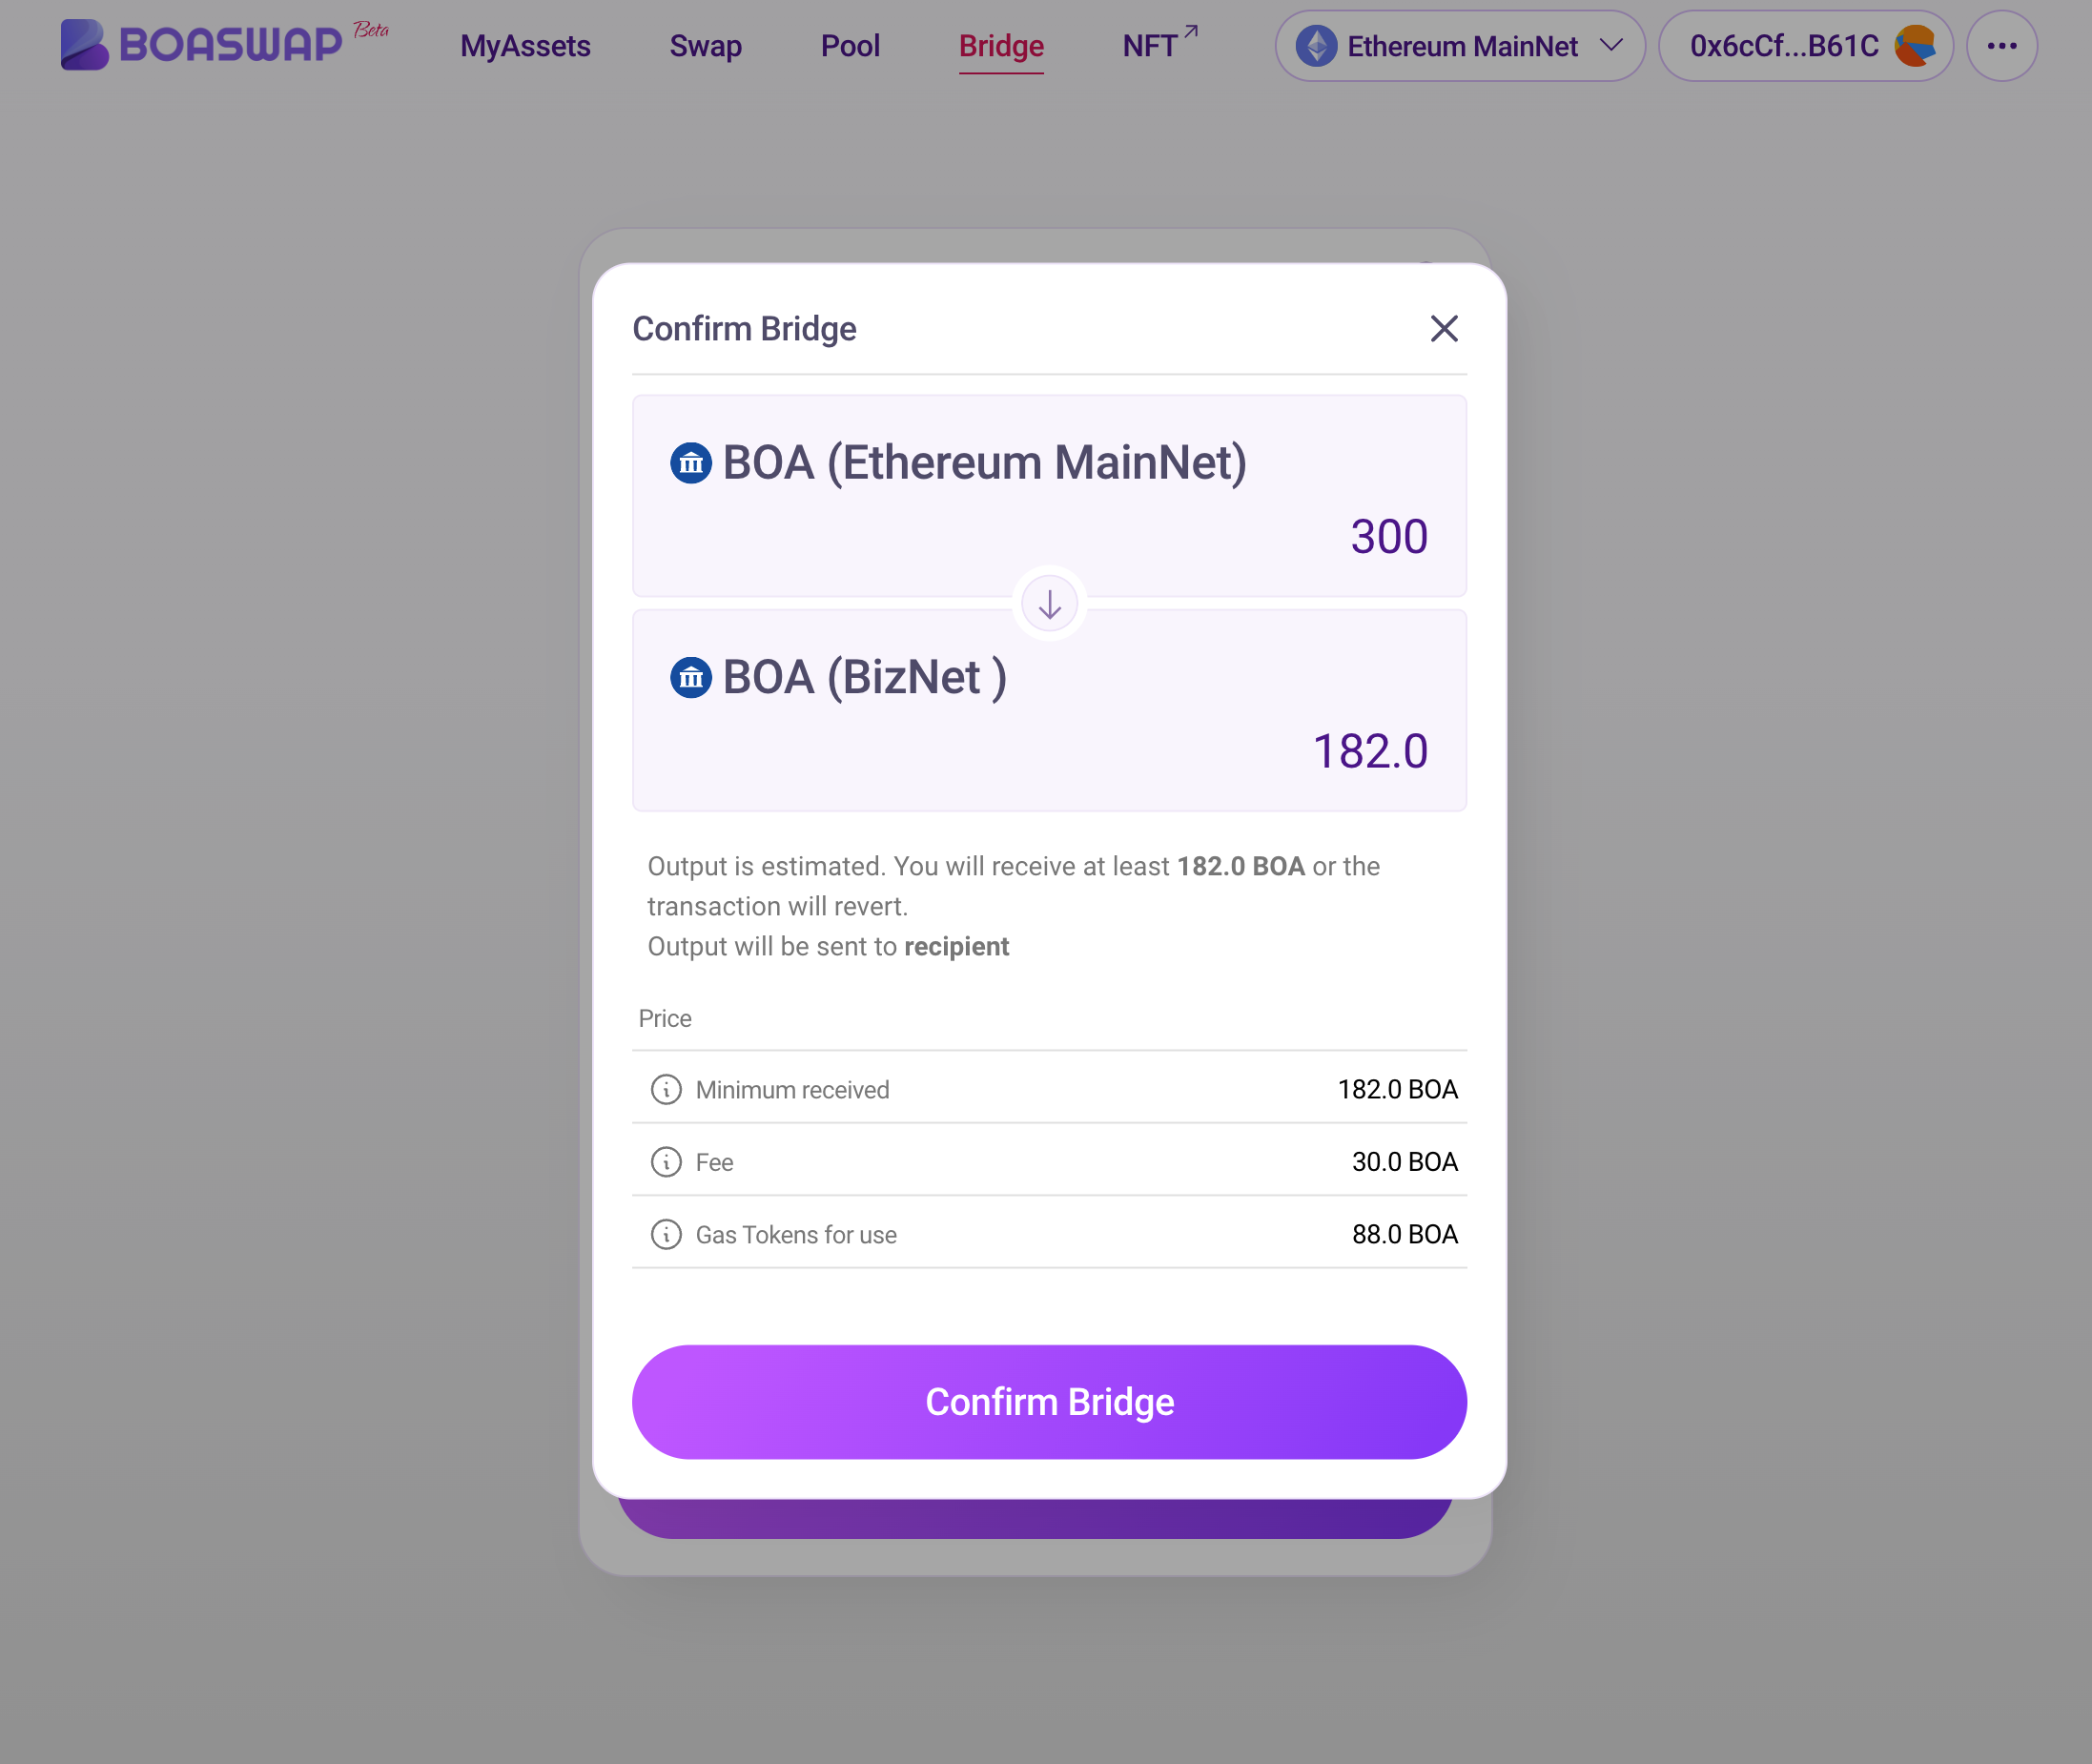 BOASWAP Beta
MyAssets
Swap
Pool
Bridge
NFT
Ethereum MainNet
0x6cCf...B61C
Confirm Bridge
BOA (Ethereum MainNet)
300
BOA (BizNet )
182.0
Output is estimated. You will receive at least 182.0 BOA or the
transaction will revert.
Output will be sent to recipient
Price
Minimum received 182.0 BOA
Fee 30.0 BOA
Gas Tokens for use 88.0 BOA
Confirm Bridge